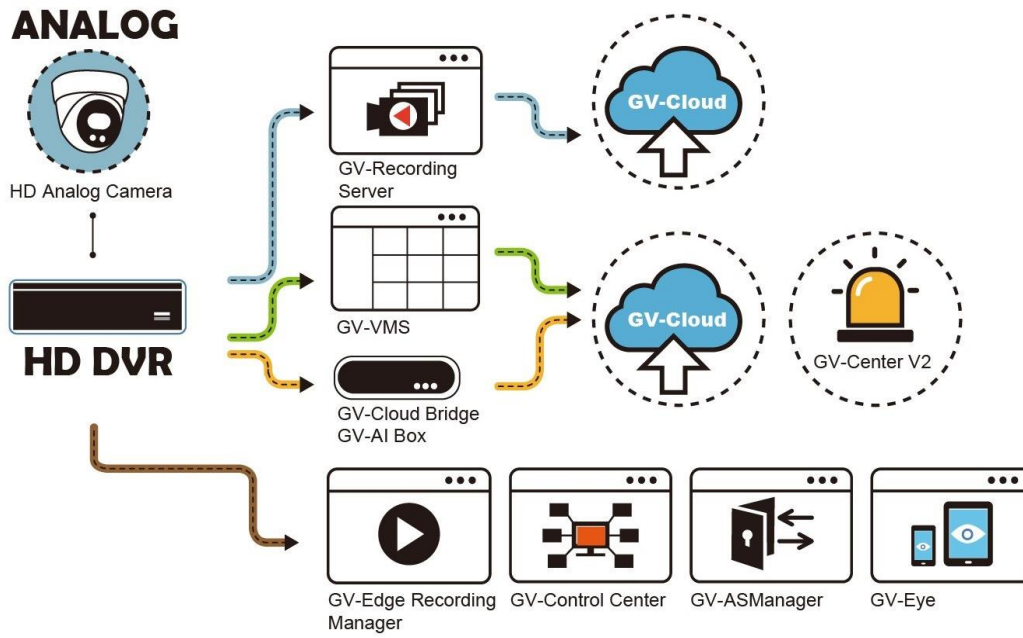 ANALOG
HD Analog Camera
HD DVR
GV-Recording
Server
GV-Cloud
GV-VMS
GV-Cloud Bridge
GV-AI Box
GV-Cloud
GV-Center V2
GV-Edge Recording
Manager
GV-Control Center
GV-ASManager
GV-Eye